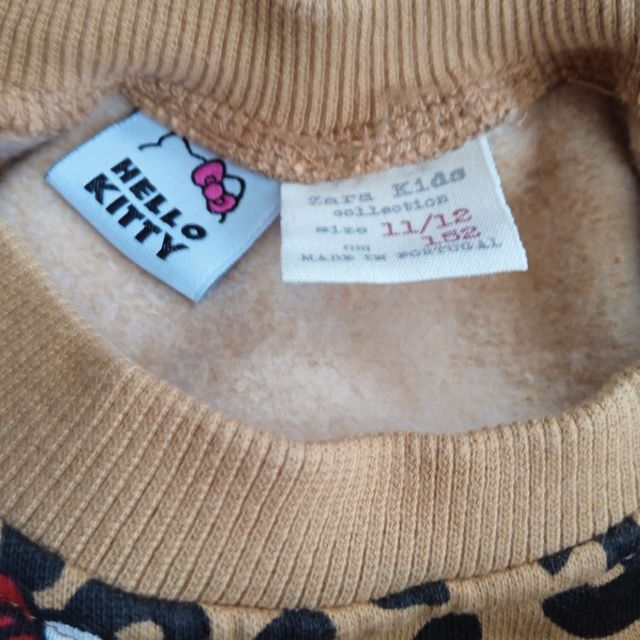 HELLO
KITTY
Zara Kids
collection
size 11/12
cm 152
MADE IN PORTUGAL